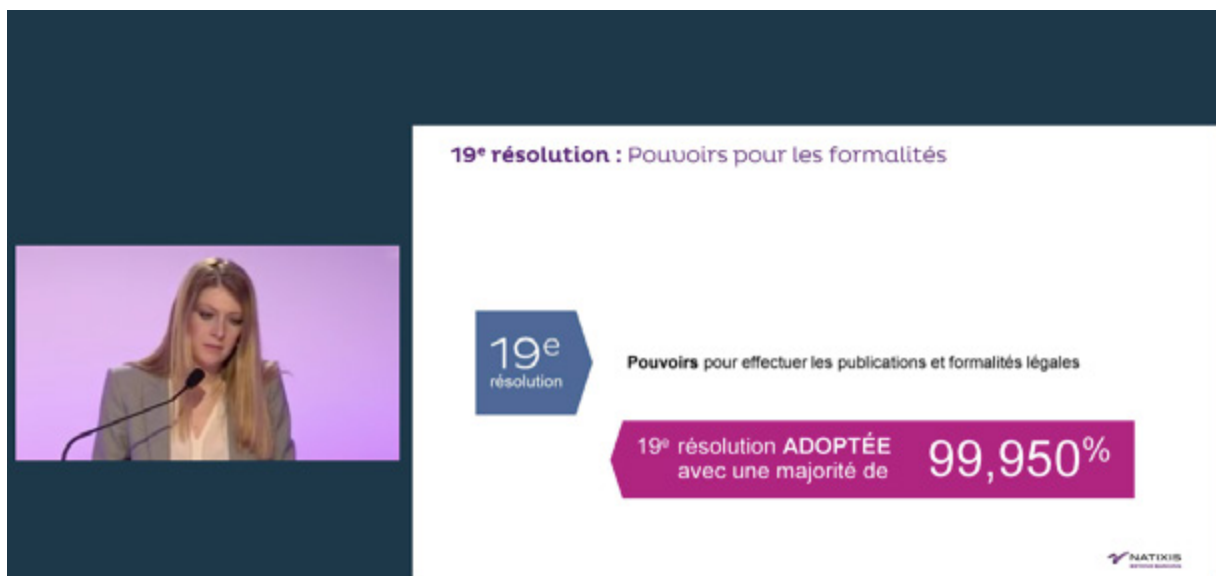 19e résolution : Pouvoirs pour les formalités
19e
résolution
Pouvoirs pour effectuer les publications et formalités légales
19e résolution ADOPTÉE
avec une majorité de
99,950%
NATIXIS